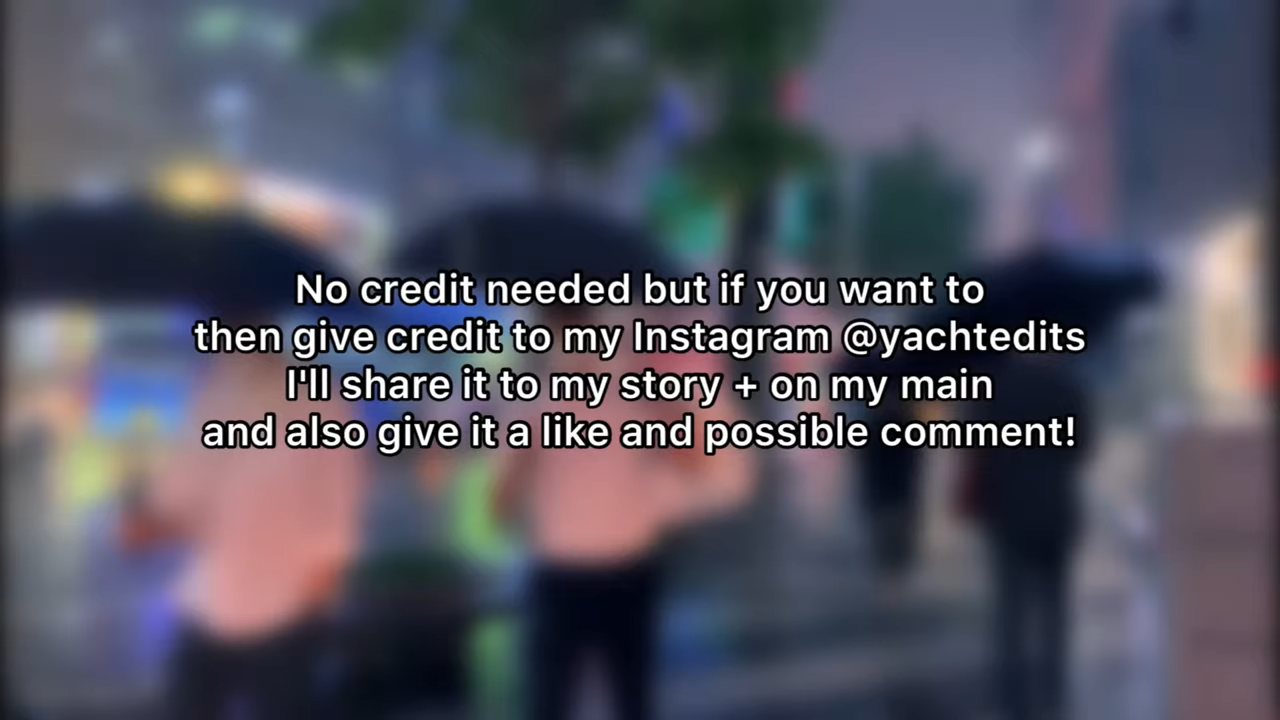 No credit needed but if you want to
then give credit to my Instagram @yachtedits
I'll share it to my story + on my main
and also give it a like and possible comment!